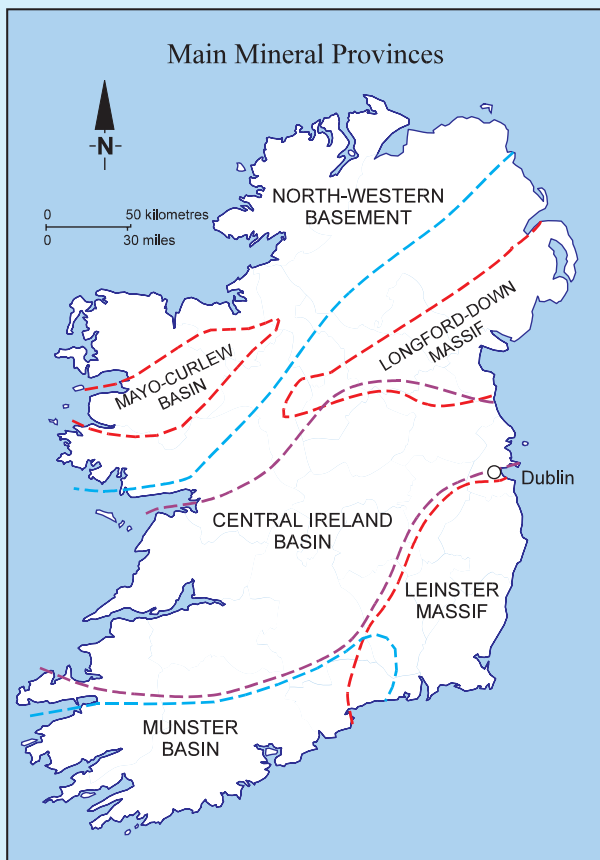 Main Mineral Provinces
-N-
0 50 kilometres
0 30 miles
NORTH-WESTERN
BASEMENT
LONGFORD-DOWN
MASSIF
MAYO-CURLEW
BASIN
Dublin
CENTRAL IRELAND
BASIN
LEINSTER
MASSIF
MUNSTER
BASIN